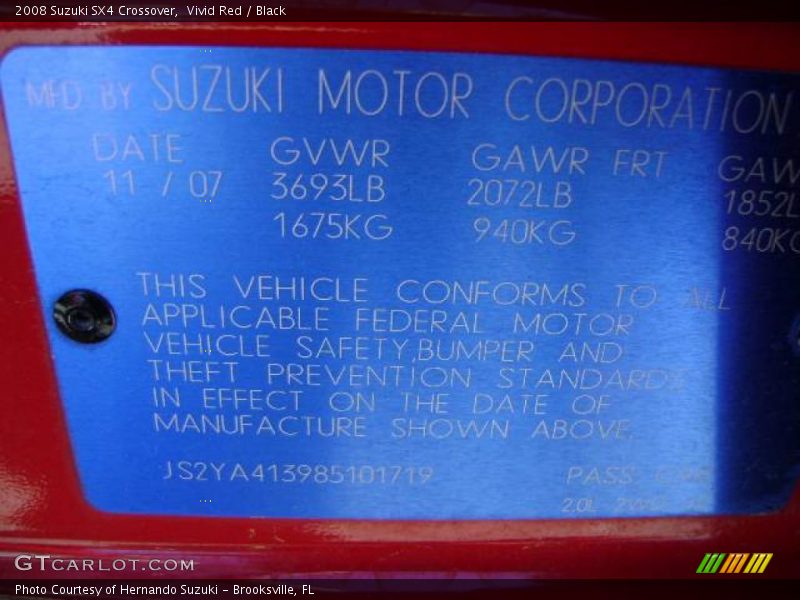 2008 Suzuki SX4 Crossover, Vivid Red / Black
MFD BY SUZUKI MOTOR CORPORATION
DATE GVWR GAWR FRT GAW
11 / 07 3693LB 2072LB 1852L
1675KG 940KG 840KG
THIS VEHICLE CONFORMS TO ALL
APPLICABLE FEDERAL MOTOR
VEHICLE SAFETY,BUMPER AND
THEFT PREVENTION STANDARDS
IN EFFECT ON THE DATE OF
MANUFACTURE SHOWN ABOVE.
JS2YA413985101719 PASS CAR
2.0L
GTCARLOT.COM
Photo Courtesy of Hernando Suzuki - Brooksville, FL